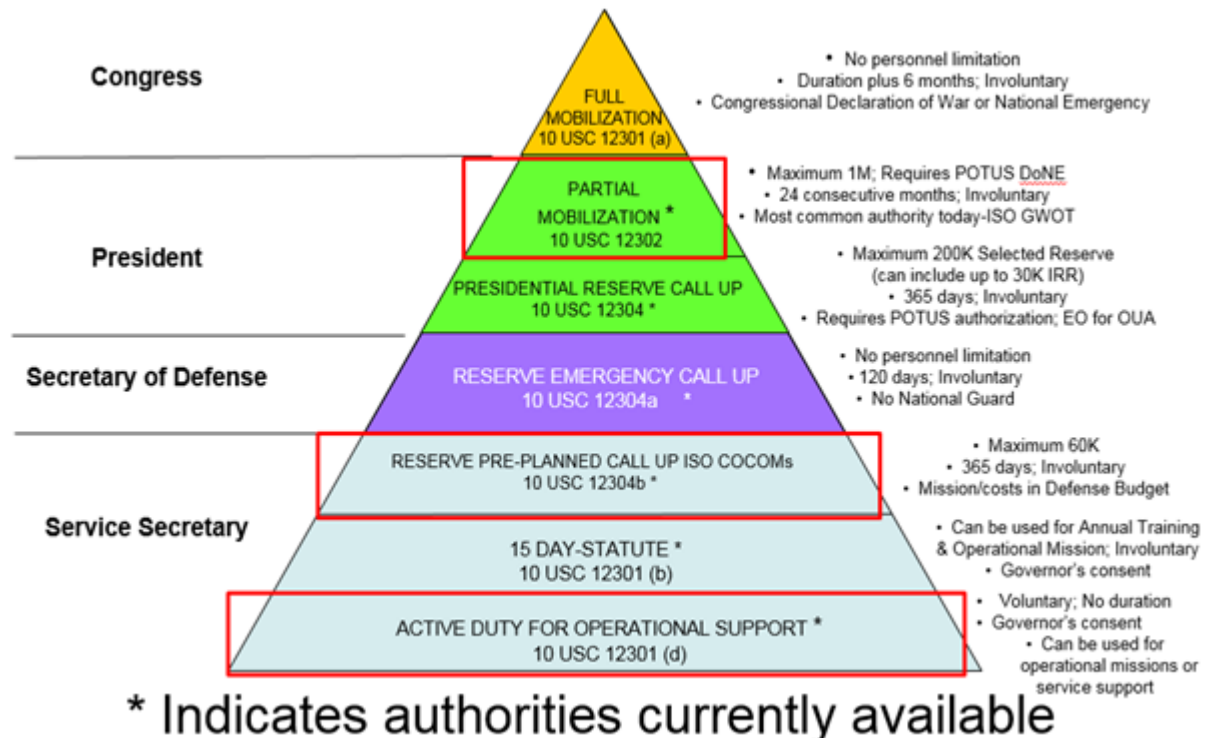 Congress
FULL
MOBILIZATION
10 USC 12301 (a)
• No personnel limitation
• Duration plus 6 months; Involuntary
• Congressional Declaration of War or National Emergency
President
PARTIAL
MOBILIZATION *
10 USC 12302
• Maximum 1M; Requires POTUS DoNE
• 24 consecutive months; Involuntary
• Most common authority today-ISO GWOT
PRESIDENTIAL RESERVE CALL UP
10 USC 12304 *
• Maximum 200K Selected Reserve
(can include up to 30K IRR)
• 365 days; Involuntary
• Requires POTUS authorization; EO for OUA
Secretary of Defense
RESERVE EMERGENCY CALL UP
10 USC 12304a *
• No personnel limitation
• 120 days; Involuntary
• No National Guard
Service Secretary
RESERVE PRE-PLANNED CALL UP ISO COCOMs
10 USC 12304b *
• Maximum 60K
• 365 days; Involuntary
• Mission/costs in Defense Budget
15 DAY-STATUTE *
10 USC 12301 (b)
• Can be used for Annual Training
& Operational Mission; Involuntary
• Governor's consent
ACTIVE DUTY FOR OPERATIONAL SUPPORT *
10 USC 12301 (d)
• Voluntary; No duration
• Governor's consent
• Can be used for
operational missions or
service support
* Indicates authorities currently available